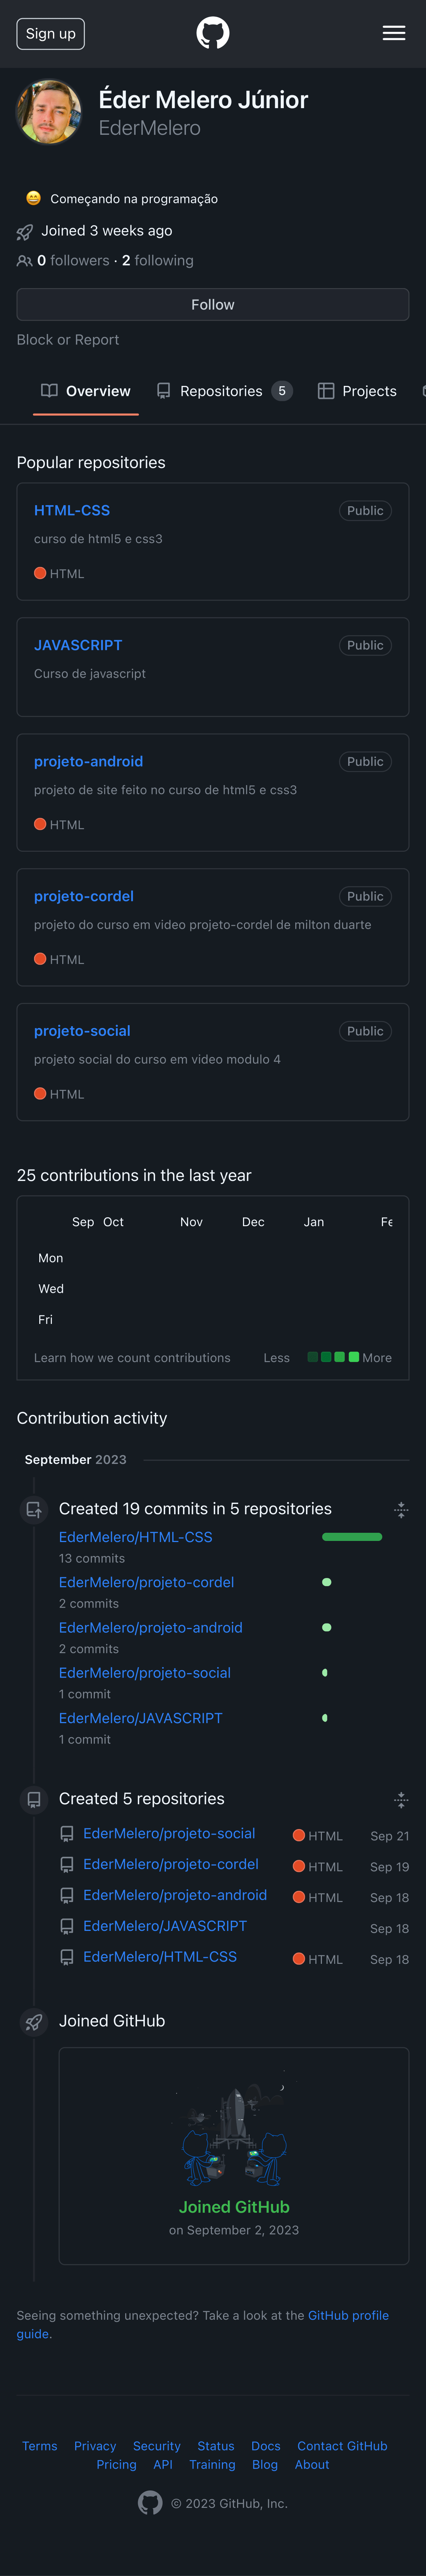 Sign up
Éder Melero Júnior
EderMelero
😄 Começando na programação
Joined 3 weeks ago
0 followers · 2 following
Follow
Block or Report
Overview Repositories 5 Projects
Popular repositories
HTML-CSS Public
curso de html5 e css3
HTML
JAVASCRIPT Public
Curso de javascript
projeto-android Public
projeto de site feito no curso de html5 e css3
HTML
projeto-cordel Public
projeto do curso em video projeto-cordel de milton duarte
HTML
projeto-social Public
projeto social do curso em video modulo 4
HTML
25 contributions in the last year
Sep Oct Nov Dec Jan Fe
Mon
Wed
Fri
Learn how we count contributions Less More
Contribution activity
September 2023
Created 19 commits in 5 repositories
EderMelero/HTML-CSS
13 commits
EderMelero/projeto-cordel
2 commits
EderMelero/projeto-android
2 commits
EderMelero/projeto-social
1 commit
EderMelero/JAVASCRIPT
1 commit
Created 5 repositories
EderMelero/projeto-social HTML Sep 21
EderMelero/projeto-cordel HTML Sep 19
EderMelero/projeto-android HTML Sep 18
EderMelero/JAVASCRIPT Sep 18
EderMelero/HTML-CSS HTML Sep 18
Joined GitHub
Joined GitHub
on September 2, 2023
Seeing something unexpected? Take a look at the GitHub profile
guide.
Terms Privacy Security Status Docs Contact GitHub
Pricing API Training Blog About
© 2023 GitHub, Inc.